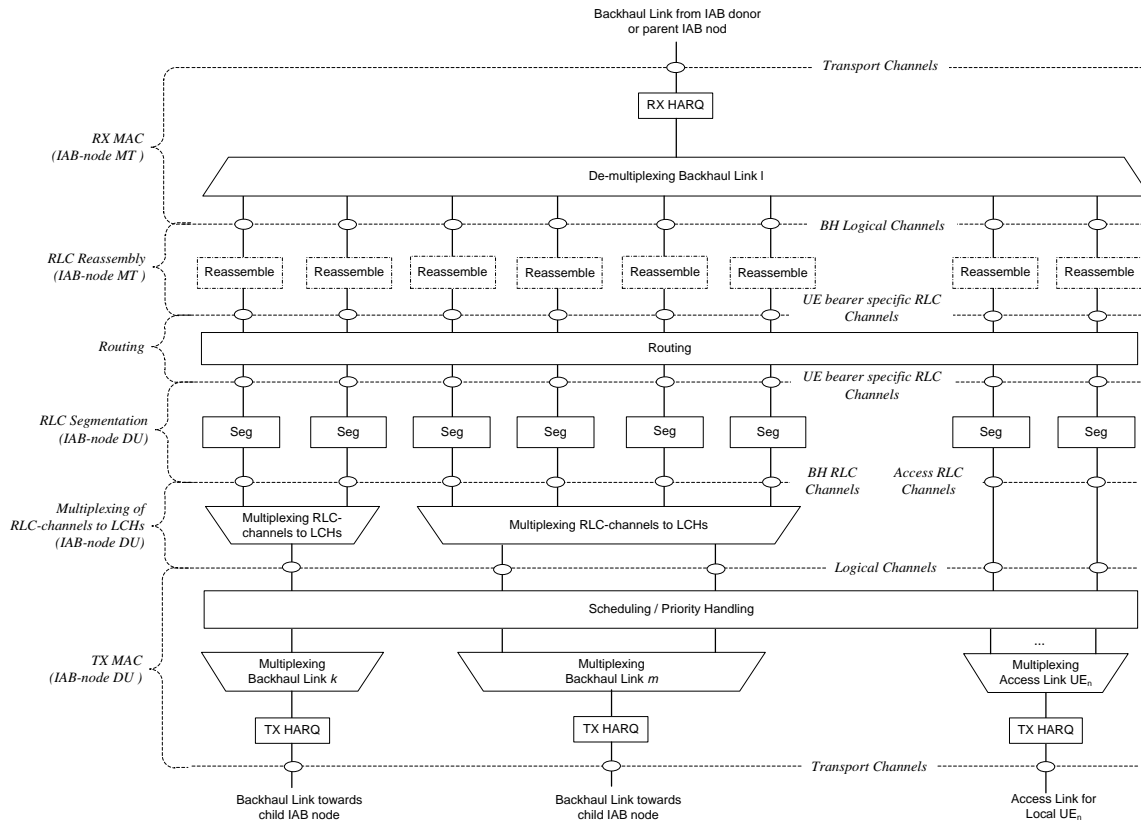 Backhaul Link from IAB donor
or parent IAB nod
Transport Channels
RX HARQ
RX MAC
(IAB-node MT )
De-multiplexing Backhaul Link l
BH Logical Channels
RLC Reassembly
(IAB-node MT )
Reassemble
Reassemble
Reassemble
Reassemble
Reassemble
Reassemble
Reassemble
Reassemble
UE bearer specific RLC
Channels
Routing
Routing
UE bearer specific RLC
Channels
RLC Segmentation
(IAB-node DU)
Seg
Seg
Seg
Seg
Seg
Seg
Seg
Seg
BH RLC
Channels
Access RLC
Channels
Multiplexing of
RLC-channels to LCHs
(IAB-node DU)
Multiplexing RLC-
channels to LCHs
Multiplexing RLC-channels to LCHs
Logical Channels
Scheduling / Priority Handling
...
TX MAC
(IAB-node DU )
Multiplexing
Backhaul Link k
Multiplexing
Backhaul Link m
Multiplexing
Access Link UEn
TX HARQ
TX HARQ
TX HARQ
Transport Channels
Backhaul Link towards
child IAB node
Backhaul Link towards
child IAB node
Access Link for
Local UEn